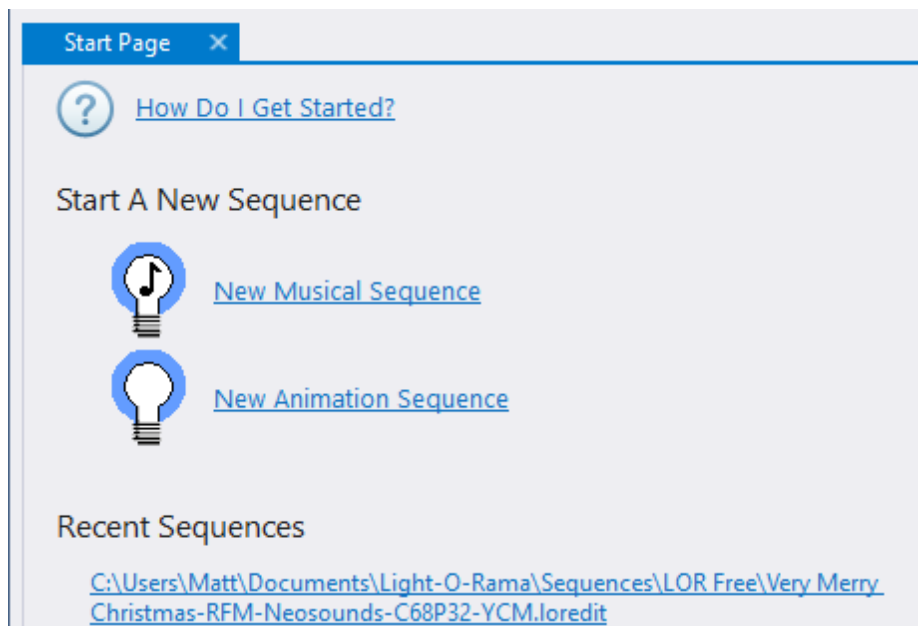 Start Page
How Do I Get Started?
Start A New Sequence
New Musical Sequence
New Animation Sequence
Recent Sequences
C:\Users\Matt\Documents\Light-O-Rama\Sequences\LOR Free\Very Merry
Christmas-RFM-Neosounds-C68P32-YCM.loredit